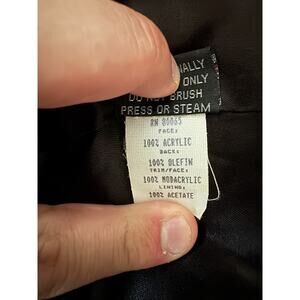 ONLY
DO NOT BRUSH
PRESS OR STEAM
RN 80063
FACE:
100% ACRYLIC
BACK:
100% OLEFIN
TRIM/FACE:
100% MODACRYLIC
LINING:
100% ACETATE